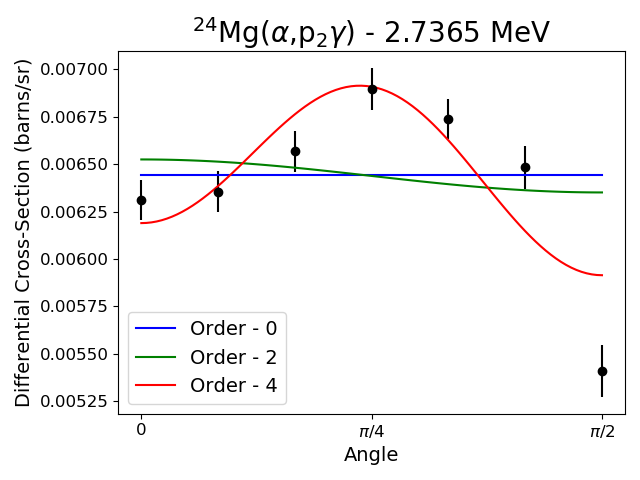 ²⁴Mg(α,p₂γ) - 2.7365 MeV
Differential Cross-Section (barns/sr)
0.00700
0.00675
0.00650
0.00625
0.00600
0.00575
0.00550
0.00525
Order - 0
Order - 2
Order - 4
0 π/4 π/2
Angle